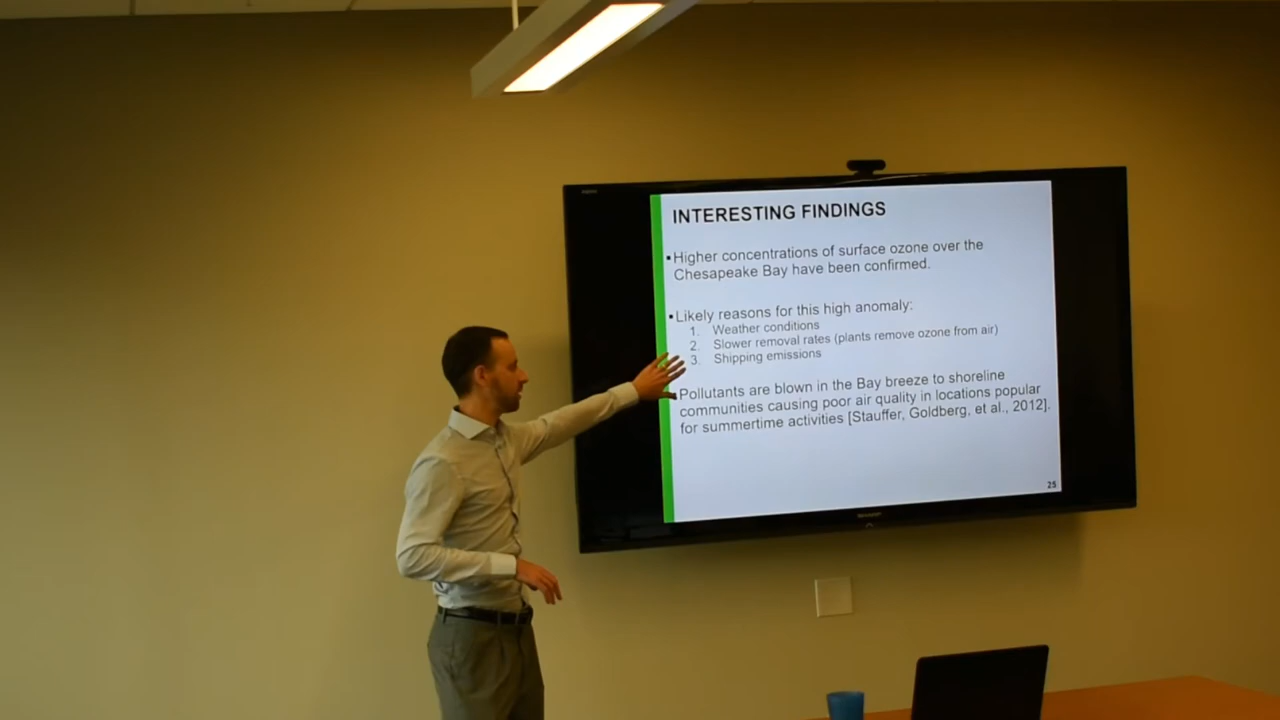 INTERESTING FINDINGS
▪Higher concentrations of surface ozone over the
Chesapeake Bay have been confirmed.
▪Likely reasons for this high anomaly:
1. Weather conditions
2. Slower removal rates (plants remove ozone from air)
3. Shipping emissions
Pollutants are blown in the Bay breeze to shoreline
communities causing poor air quality in locations popular
for summertime activities [Stauffer, Goldberg, et al., 2012].
25
SHARP